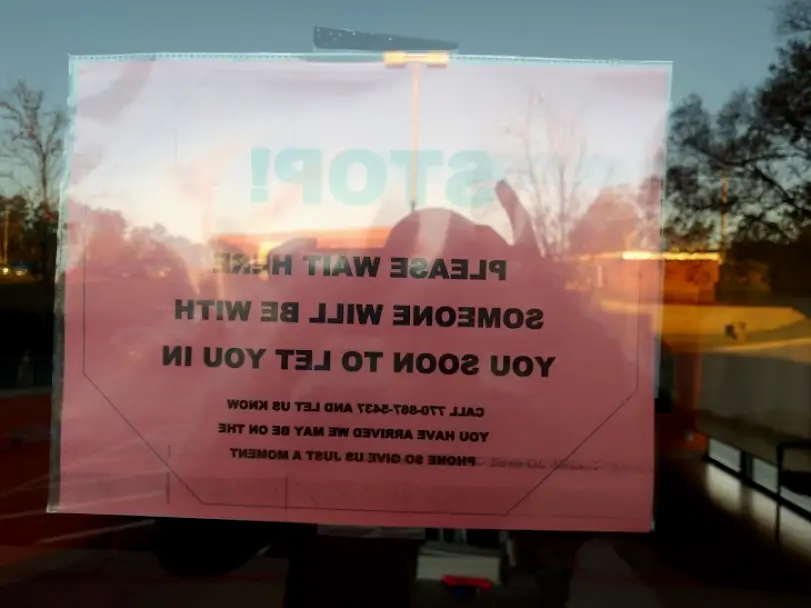 STOP!
PLEASE WAIT HERE
SOMEONE WILL BE WITH
YOU SOON TO LET YOU IN
CALL 770-867-5437 AND LET US KNOW
YOU HAVE ARRIVED WE MAY BE ON THE
PHONE SO GIVE US JUST A MOMENT